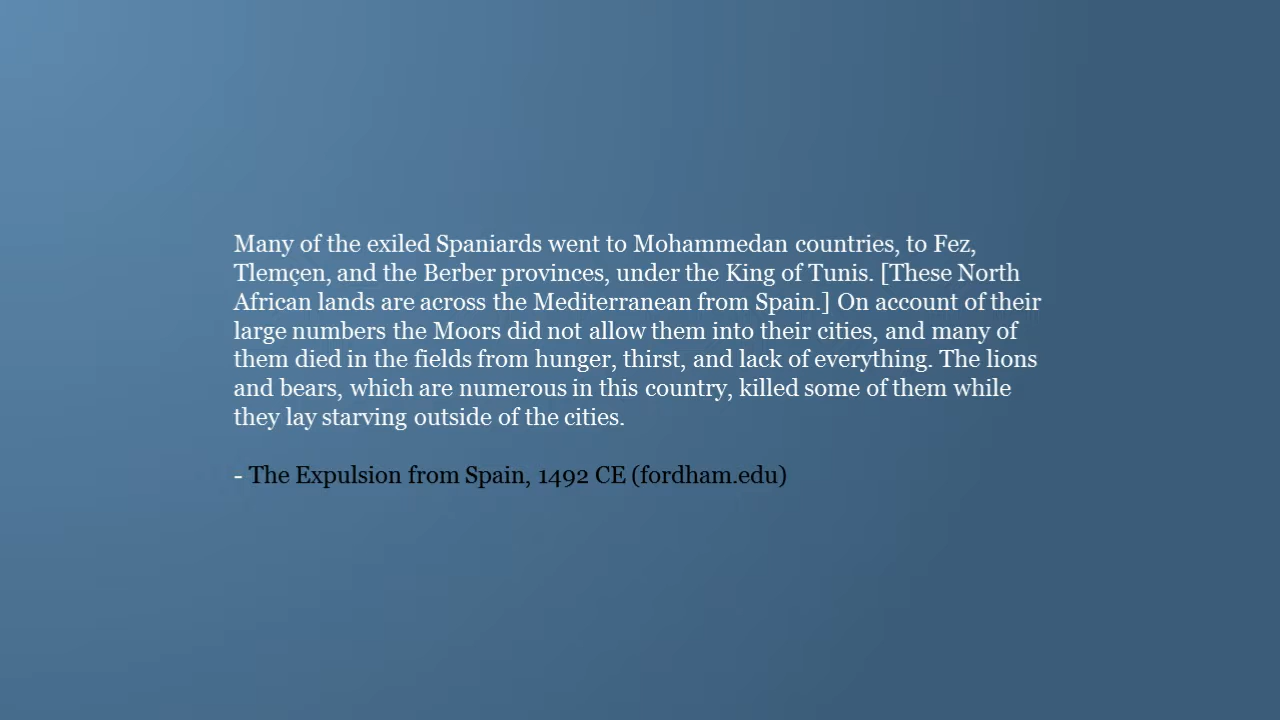 Many of the exiled Spaniards went to Mohammedan countries, to Fez,
Tlemçen, and the Berber provinces, under the King of Tunis. [These North
African lands are across the Mediterranean from Spain.] On account of their
large numbers the Moors did not allow them into their cities, and many of
them died in the fields from hunger, thirst, and lack of everything. The lions
and bears, which are numerous in this country, killed some of them while
they lay starving outside of the cities.
- The Expulsion from Spain, 1492 CE (fordham.edu)